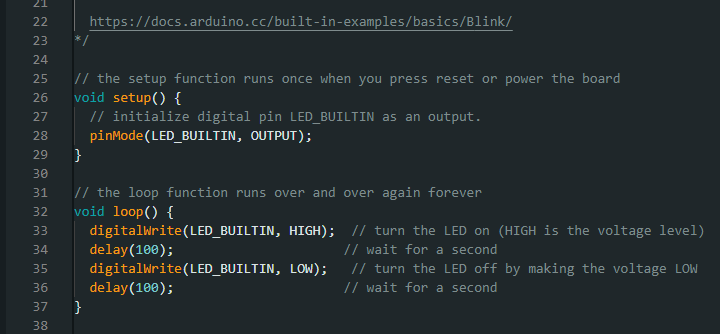 21
22 https://docs.arduino.cc/built-in-examples/basics/Blink/
23 */
24
25 // the setup function runs once when you press reset or power the board
26 void setup() {
27 // initialize digital pin LED_BUILTIN as an output.
28 pinMode(LED_BUILTIN, OUTPUT);
29 }
30
31 // the loop function runs over and over again forever
32 void loop() {
33 digitalWrite(LED_BUILTIN, HIGH);  // turn the LED on (HIGH is the voltage level)
34 delay(100);                      // wait for a second
35 digitalWrite(LED_BUILTIN, LOW);   // turn the LED off by making the voltage LOW
36 delay(100);                      // wait for a second
37 }
38